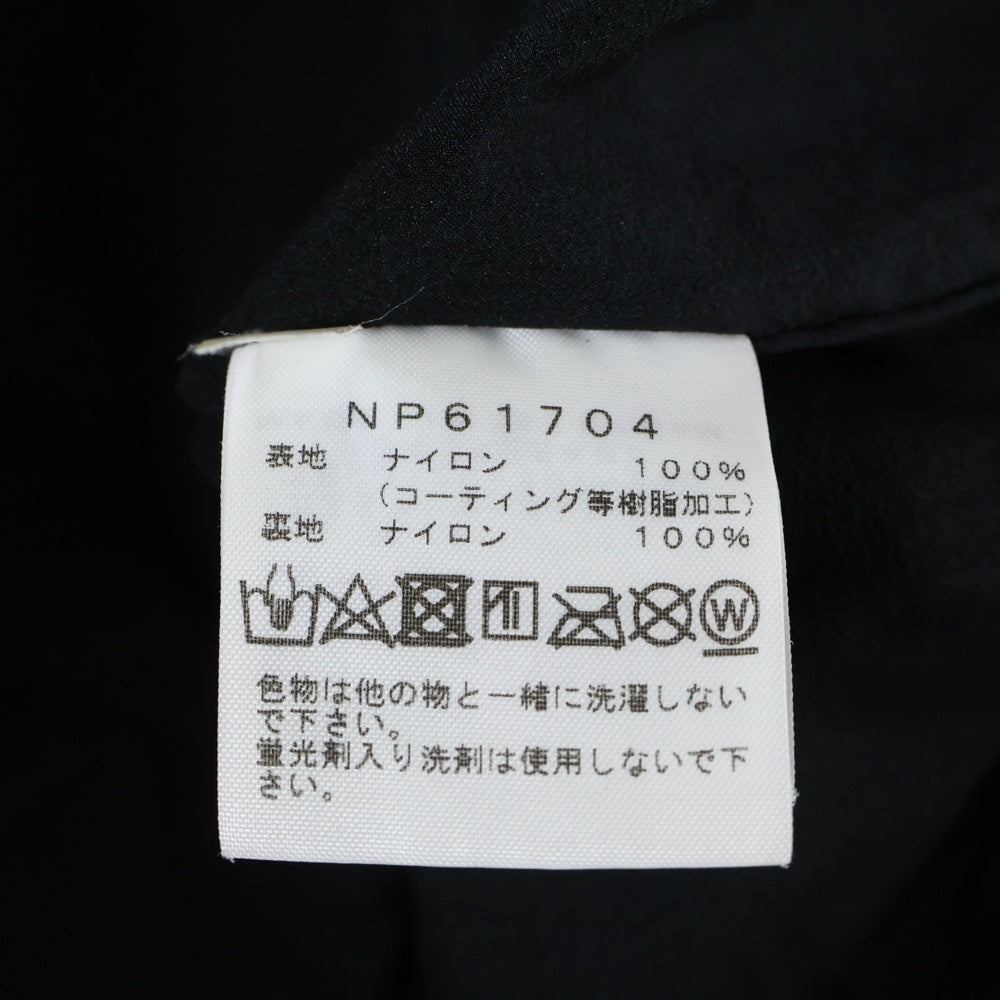 NP61704
表地 ナイロン 100%
(コーティング等樹脂加工)
裏地 ナイロン 100%
W
色物は他の物と一緒に洗濯しない
で下さい。
蛍光剤入り洗剤は使用しないで下
さい。